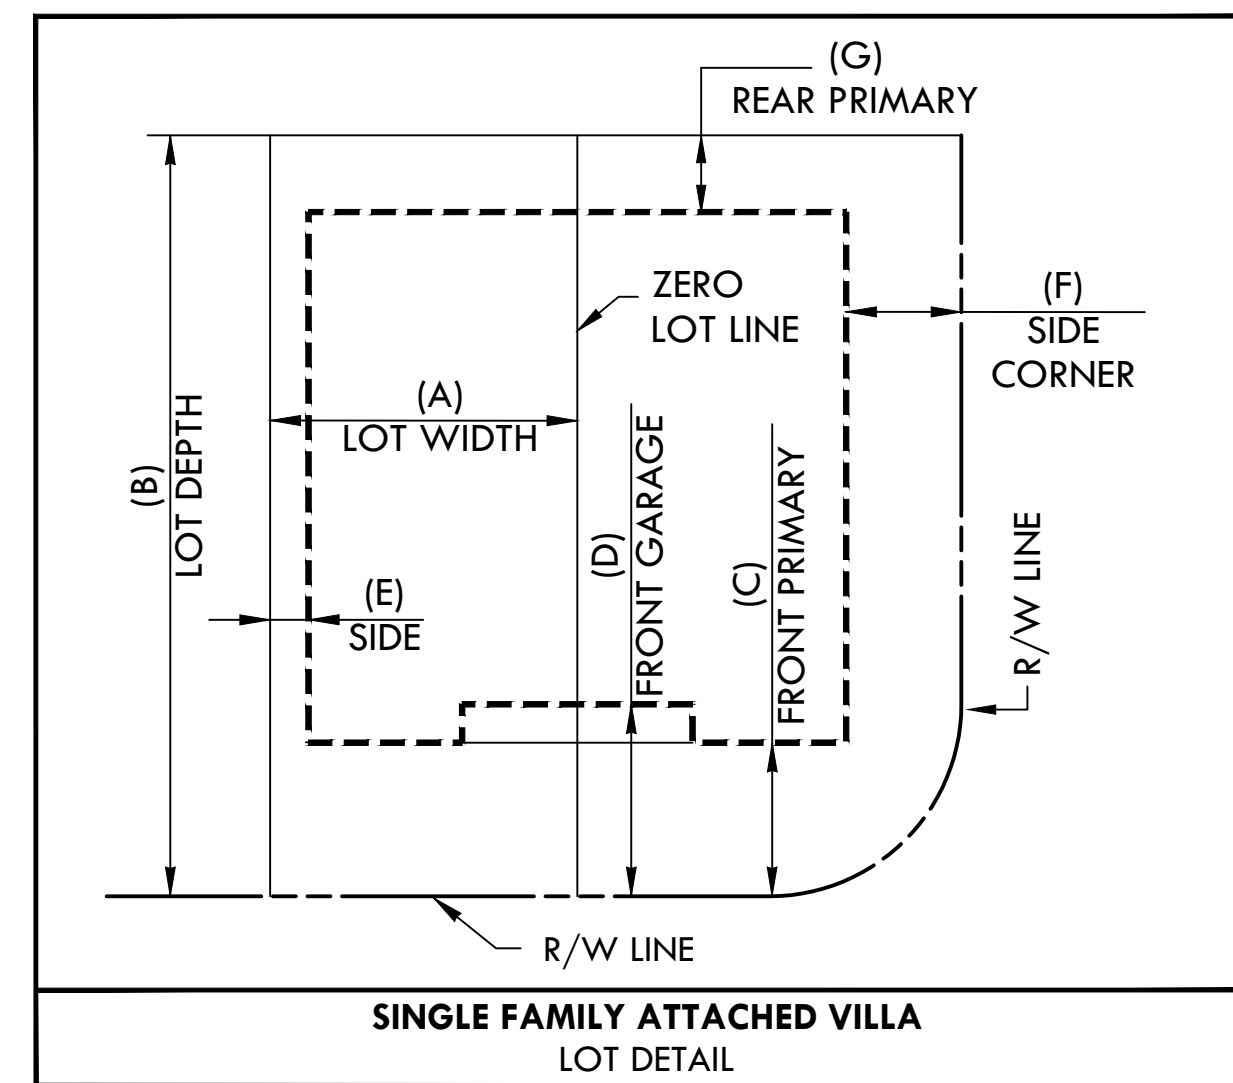 (G)
REAR PRIMARY
ZERO
LOT LINE
(F)
SIDE
CORNER
(A)
LOT WIDTH
(B)
LOT DEPTH
(D)
FRONT GARAGE
(C)
FRONT PRIMARY
(E)
SIDE
R/W LINE
R/W LINE
SINGLE FAMILY ATTACHED VILLA
LOT DETAIL